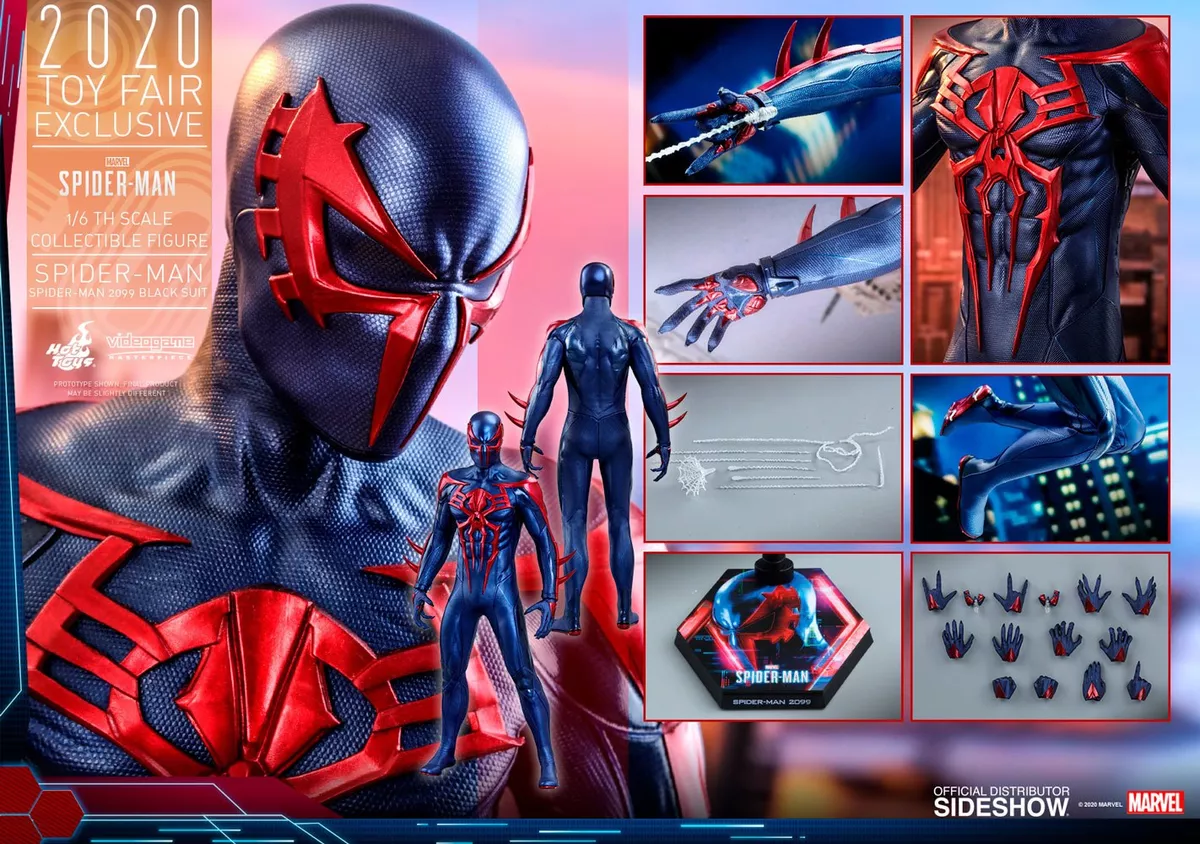 2020
TOY FAIR
EXCLUSIVE
MARVEL
SPIDER-MAN
1/6 TH SCALE
COLLECTIBLE FIGURE
SPIDER-MAN
SPIDER-MAN 2099 BLACK SUIT
Hot Toys
videogame
MASTERPIECE
PROTOTYPE SHOWN, FINAL PRODUCT
MAY BE SLIGHTLY DIFFERENT
MARVEL
SPIDER-MAN
SPIDER-MAN 2099
OFFICIAL DISTRIBUTOR
SIDESHOW
© 2020 MARVEL
MARVEL